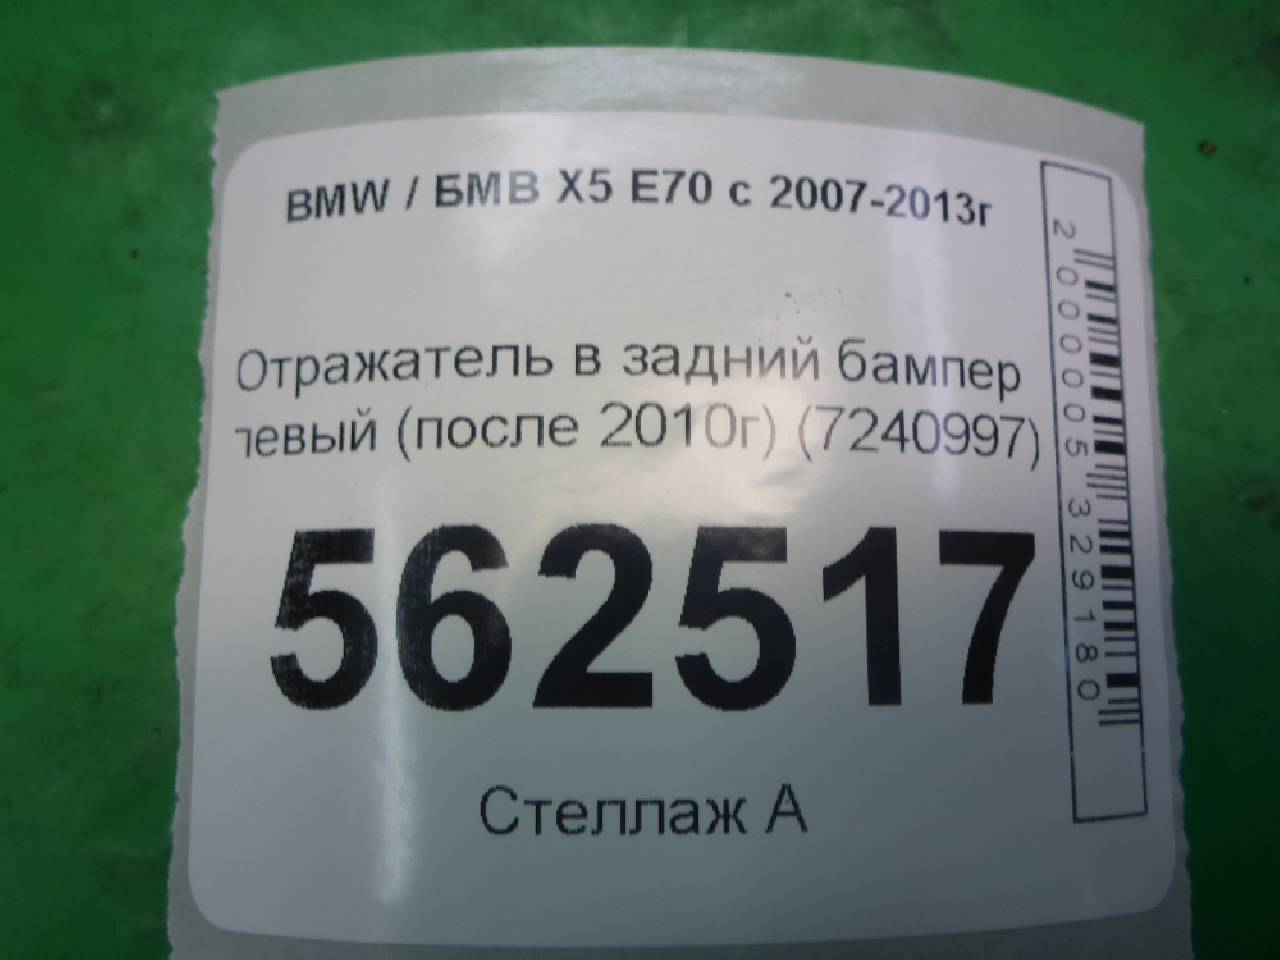 BMW / БМВ X5 E70 с 2007-2013г
Отражатель в задний бампер
левый (после 2010г) (7240997)
562517
Стеллаж А
2000005329180